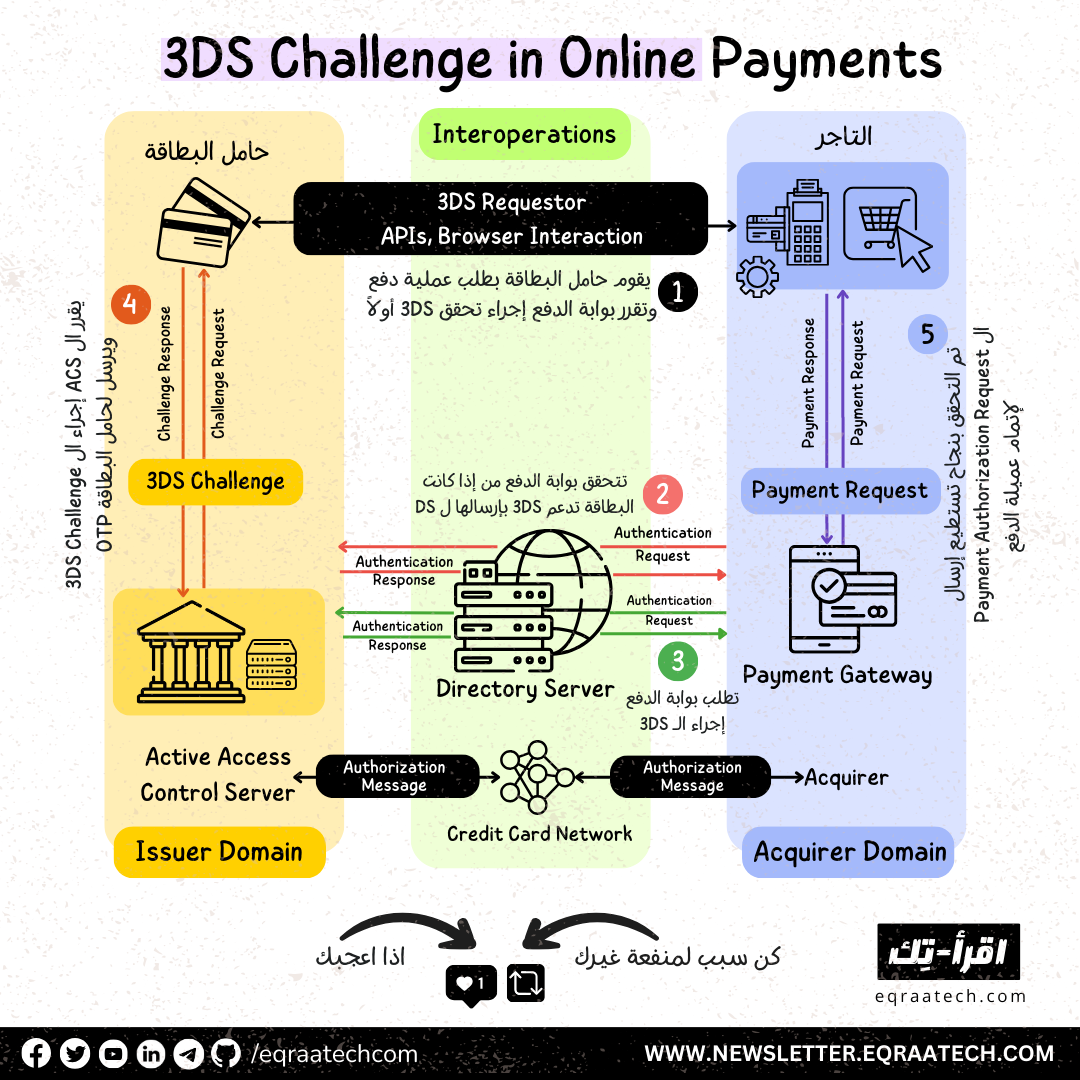 3DS Challenge in Online Payments
حامل البطاقة
Interoperations
التاجر
3DS Requestor
APIs, Browser Interaction
1
يقوم حامل البطاقة بطلب عملية دفع
وتقرر بوابة الدفع إجراء تحقق 3DS أولاً
4
يقرر ال ACS إجراء ال 3DS Challenge
ويرسل لحامل البطاقة OTP
Challenge Response
Challenge Request
3DS Challenge
5
تم التحقق بنجاح تستطيع إرسال
ال Payment Authorization Request
لإتمام عميلة الدفع
Payment Response
Payment Request
Payment Request
2
تتحقق بوابة الدفع من إذا كانت
البطاقة تدعم 3DS بإرسالها ل DS
Authentication
Request
Authentication
Response
Authentication
Request
Authentication
Response
3
تطلب بوابة الدفع
إجراء الـ 3DS
Directory Server
Payment Gateway
Active Access
Control Server
Authorization
Message
Authorization
Message
Acquirer
Credit Card Network
Issuer Domain
Acquirer Domain
اذا اعجبك
كن سبب لمنفعة غيرك
1
اقرأ-تِك
eqraatech.com
/eqraatechcom
WWW.NEWSLETTER.EQRAATECH.COM